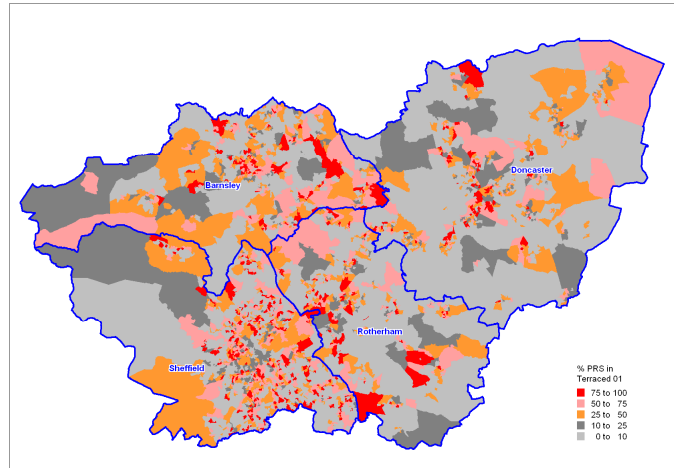 Doncaster
Barnsley
Rotherham
Sheffield
% PRS in
Terraced 01
75 to 100
50 to 75
25 to 50
10 to 25
0 to 10